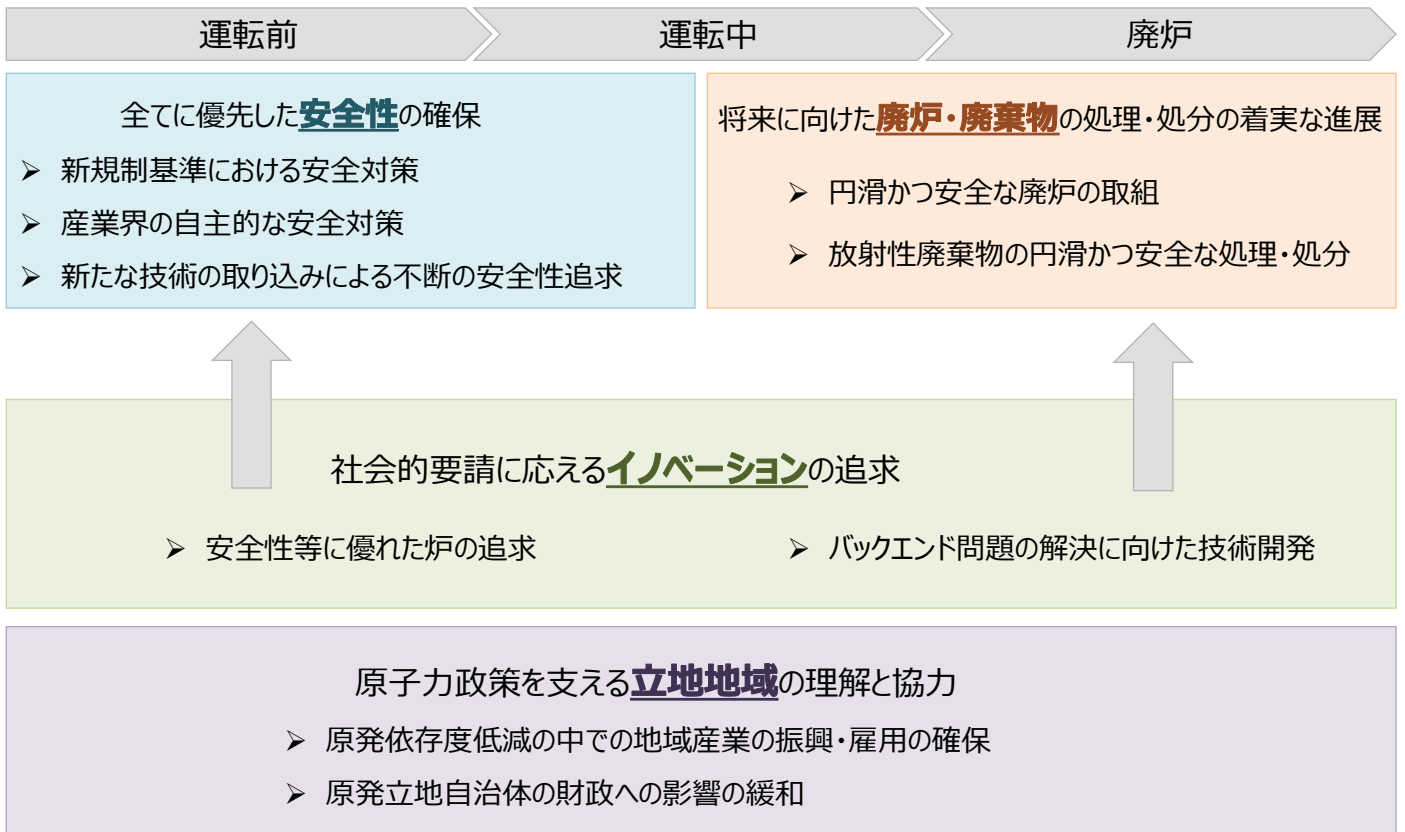 運転前
運転中
廃炉
全てに優先した安全性の確保
➢ 新規制基準における安全対策
➢ 産業界の自主的な安全対策
➢ 新たな技術の取り込みによる不断の安全性追求
将来に向けた廃炉・廃棄物の処理・処分の着実な進展
➢ 円滑かつ安全な廃炉の取組
➢ 放射性廃棄物の円滑かつ安全な処理・処分
社会的要請に応えるイノベーションの追求
➢ 安全性等に優れた炉の追求
➢ バックエンド問題の解決に向けた技術開発
原子力政策を支える立地地域の理解と協力
➢ 原発依存度低減の中での地域産業の振興・雇用の確保
➢ 原発立地自治体の財政への影響の緩和